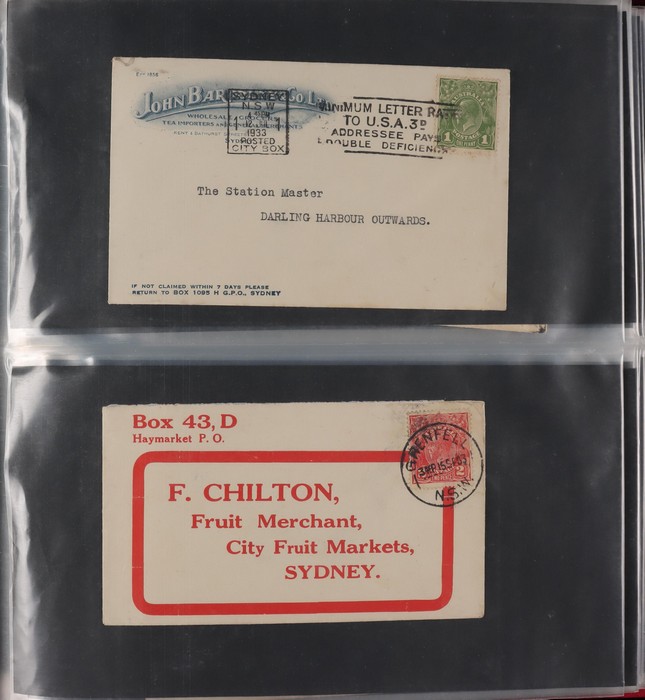 JOHN
WHOLESALE GROCERS
TEA IMPORTERS
SYDNEY
N.S.W
1933
POSTED
CITY BOX
MUM LETTER RATE
TO U.S.A. 3D
ADDRESSEE PAYS
DOUBLE DEFICIENCY
1 1
The Station Master
DARLING HARBOUR OUTWARDS.
IF NOT CLAIMED WITHIN 7 DAYS PLEASE
RETURN TO BOX 1095 H G.P.O., SYDNEY
Box 43, D
Haymarket P. O.
GRENFELL
N.S.W.
F. CHILTON,
Fruit Merchant,
City Fruit Markets,
SYDNEY.